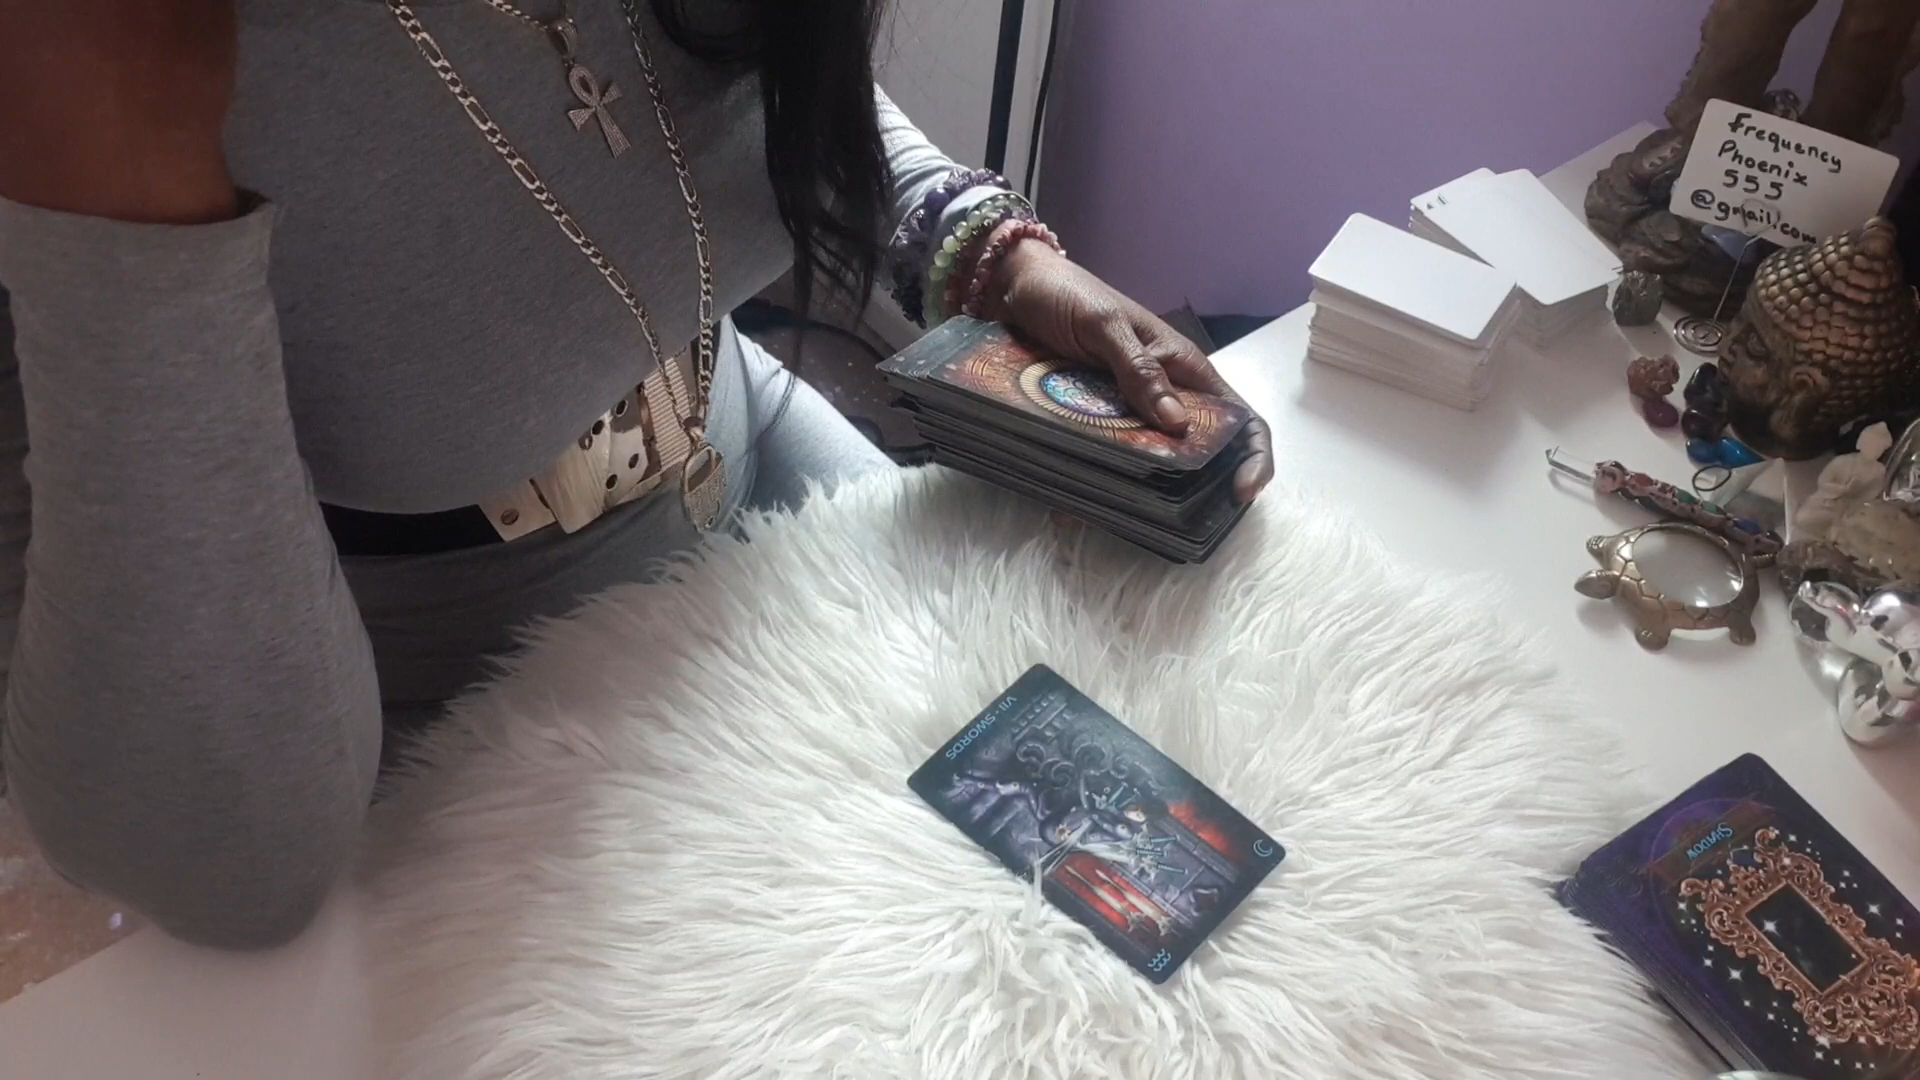 Frequency
Phoenix
555
@gmail.com
VII - SWORDS
SHADOW